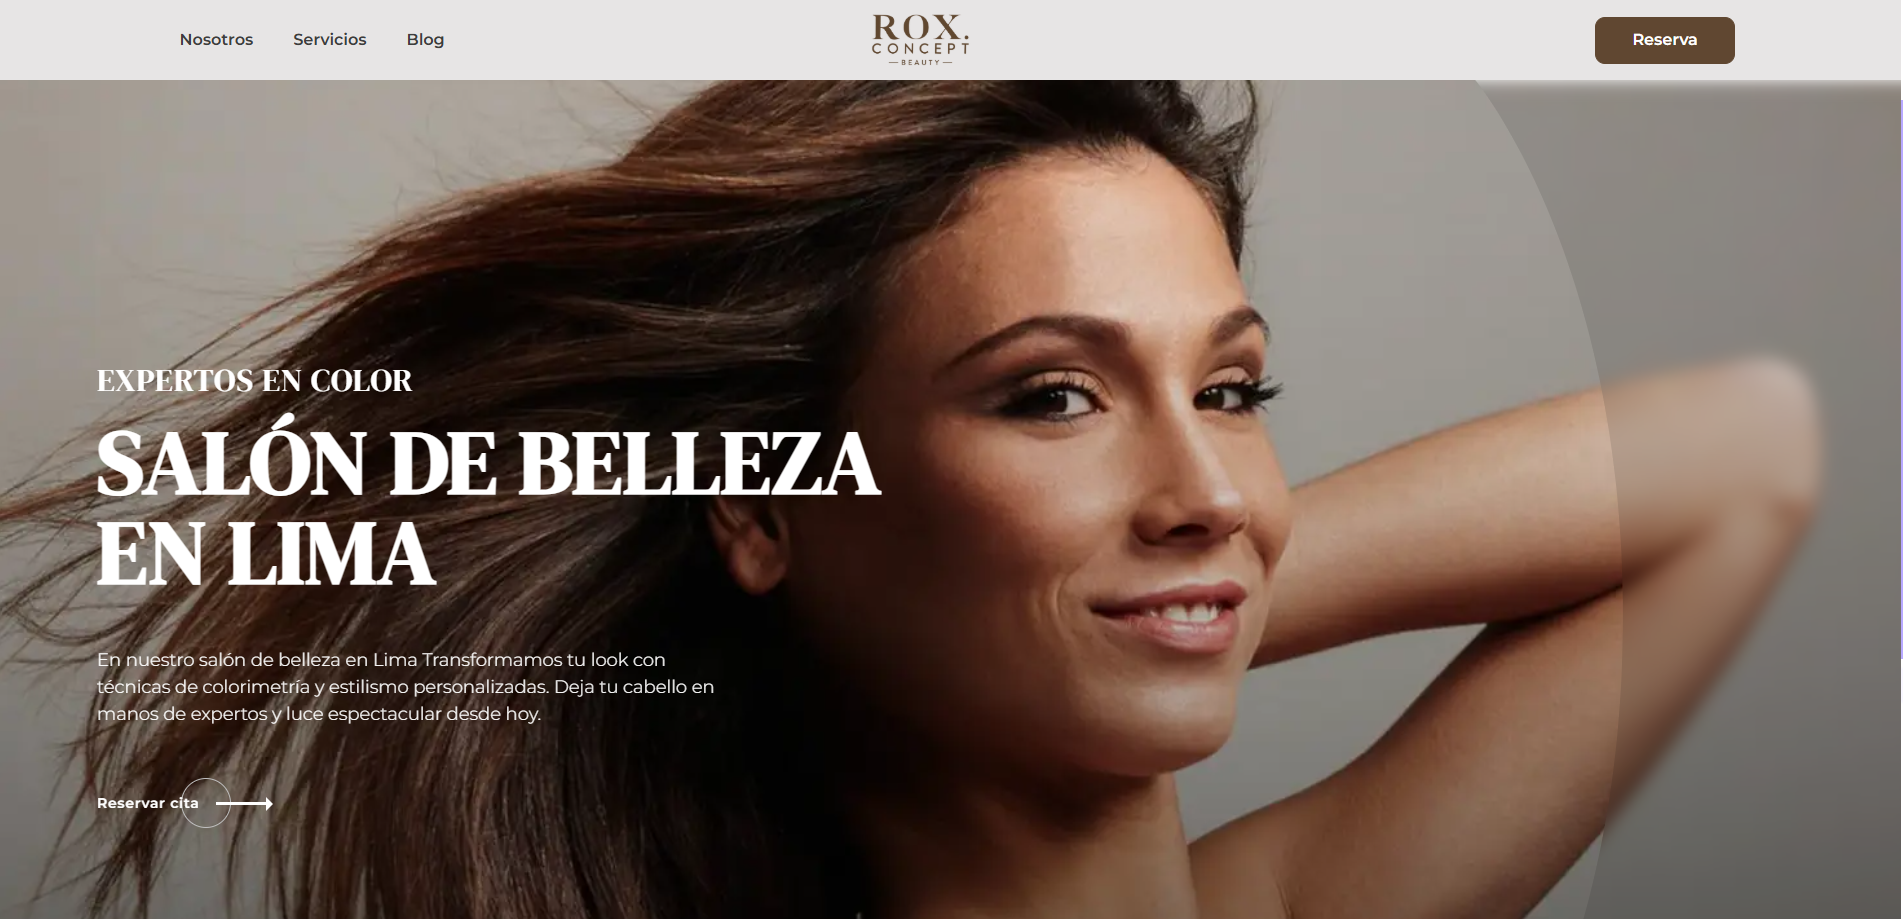 Nosotros
Servicios
Blog
ROX.
CONCEPT
BEAUTY
Reserva
EXPERTOS EN COLOR
SALÓN DE BELLEZA
EN LIMA
En nuestro salón de belleza en Lima Transformamos tu look con
técnicas de colorimetría y estilismo personalizadas. Deja tu cabello en
manos de expertos y luce espectacular desde hoy.
Reservar cita